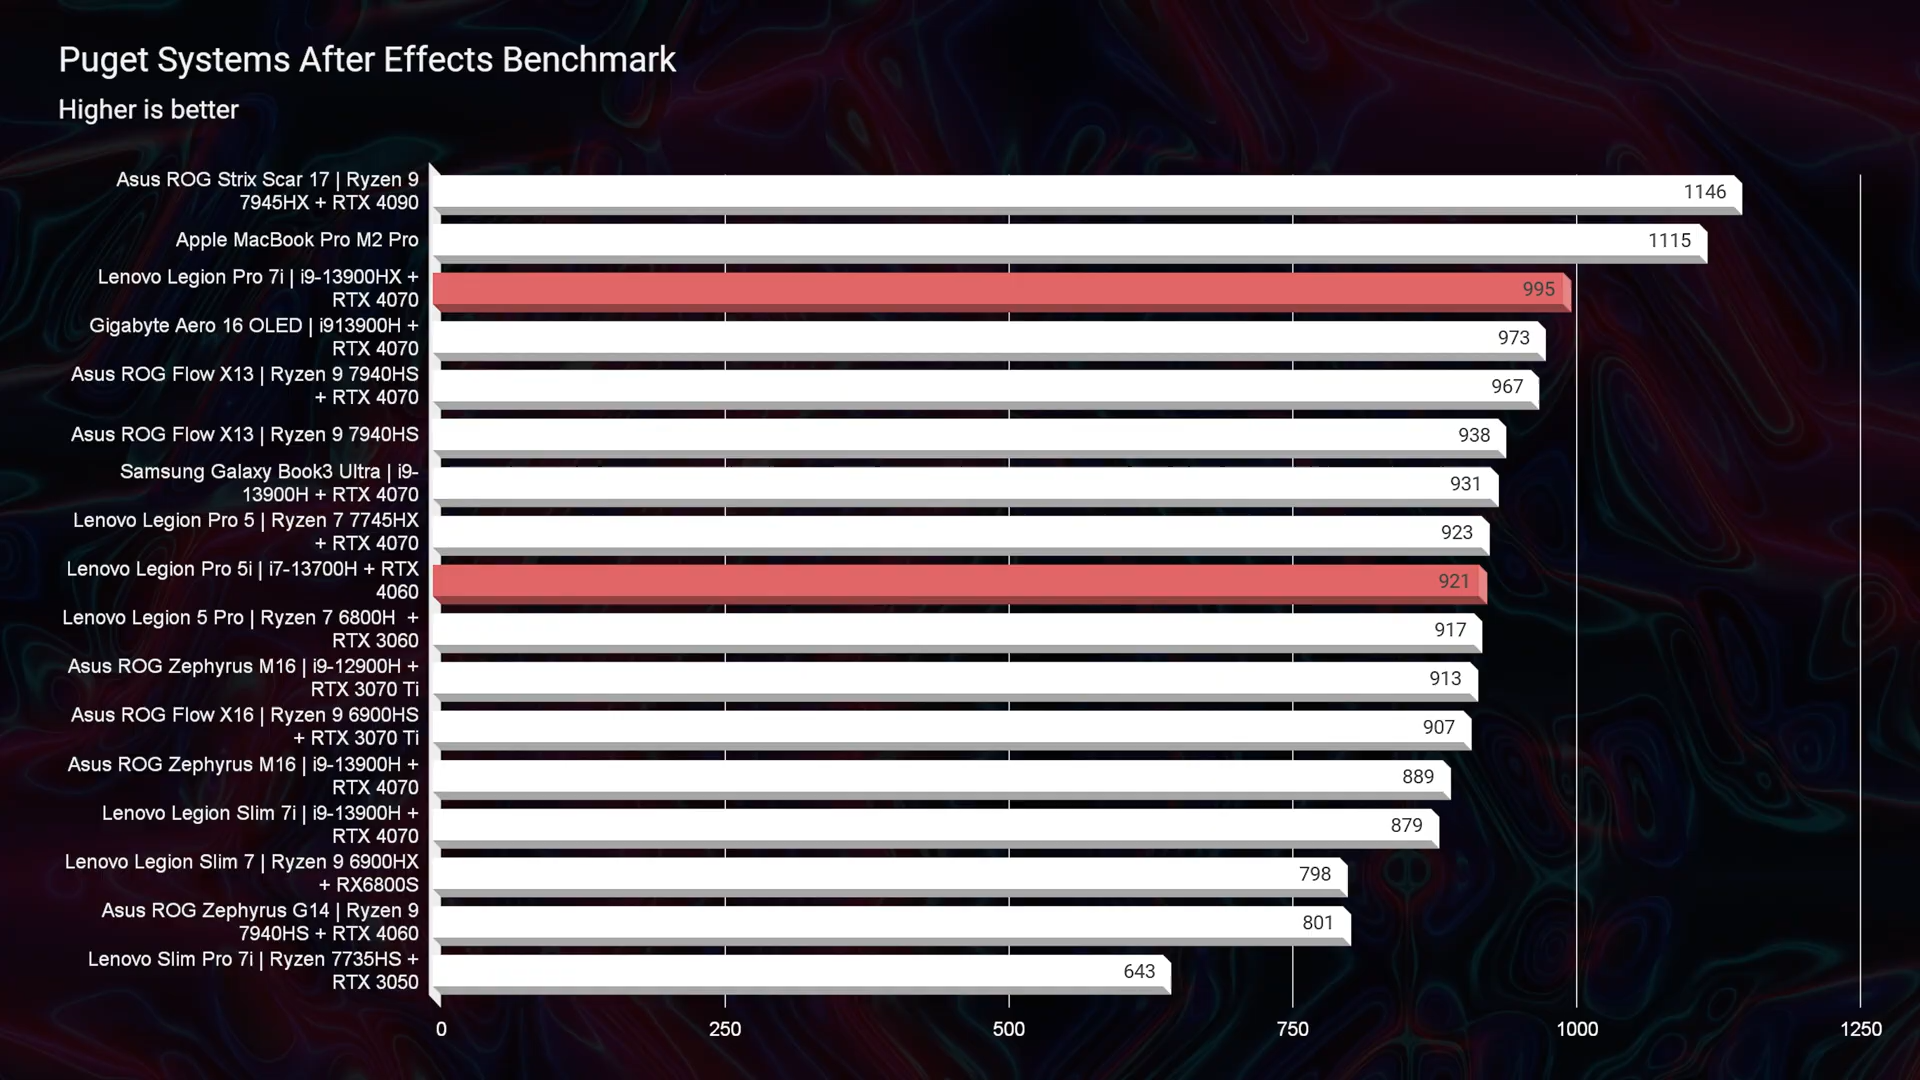 Puget Systems After Effects Benchmark
Higher is better
Asus ROG Strix Scar 17 | Ryzen 9
7945HX + RTX 4090
1146
Apple MacBook Pro M2 Pro
1115
Lenovo Legion Pro 7i | i9-13900HX +
RTX 4070
995
Gigabyte Aero 16 OLED | i913900H +
RTX 4070
973
Asus ROG Flow X13 | Ryzen 9 7940HS
+ RTX 4070
967
Asus ROG Flow X13 | Ryzen 9 7940HS
938
Samsung Galaxy Book3 Ultra | i9-
13900H + RTX 4070
931
Lenovo Legion Pro 5 | Ryzen 7 7745HX
+ RTX 4070
923
Lenovo Legion Pro 5i | i7-13700H + RTX
4060
921
Lenovo Legion 5 Pro | Ryzen 7 6800H +
RTX 3060
917
Asus ROG Zephyrus M16 | i9-12900H +
RTX 3070 Ti
913
Asus ROG Flow X16 | Ryzen 9 6900HS
+ RTX 3070 Ti
907
Asus ROG Zephyrus M16 | i9-13900H +
RTX 4070
889
Lenovo Legion Slim 7i | i9-13900H +
RTX 4070
879
Lenovo Legion Slim 7 | Ryzen 9 6900HX
+ RX6800S
798
Asus ROG Zephyrus G14 | Ryzen 9
7940HS + RTX 4060
801
Lenovo Slim Pro 7i | Ryzen 7735HS +
RTX 3050
643
0 250 500 750 1000 1250